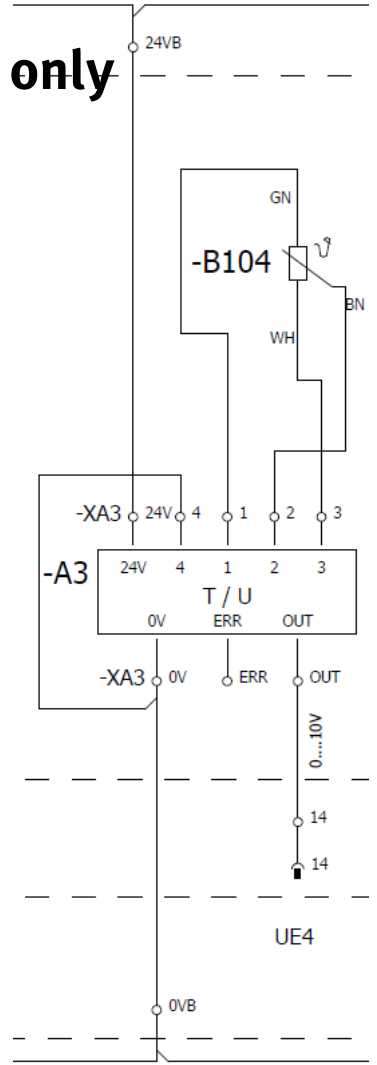 24VB
only
GN
-B104
BN
WH
-XA3 24V 4 1 2 3
-A3
24V 4 1 2 3
T / U
0V ERR OUT
-XA3 0V ERR OUT
0....10V
14
14
UE4
0VB